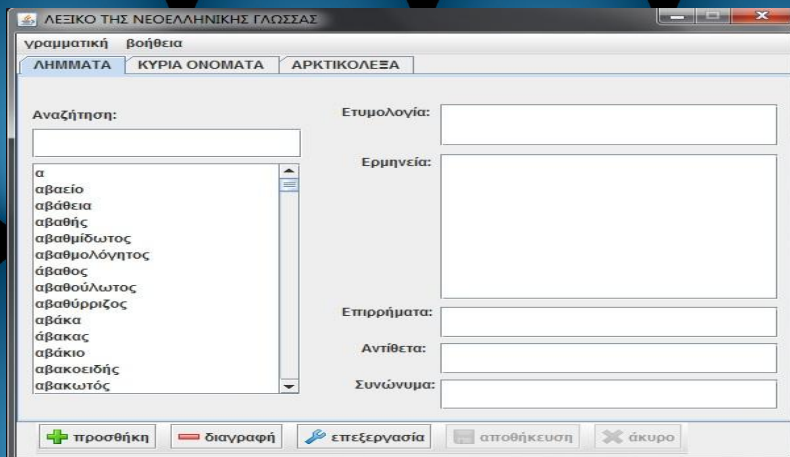 ΛΕΞΙΚΟ ΤΗΣ ΝΕΟΕΛΛΗΝΙΚΗΣ ΓΛΩΣΣΑΣ
γραμματική βοήθεια
ΛΗΜΜΑΤΑ ΚΥΡΙΑ ΟΝΟΜΑΤΑ ΑΡΚΤΙΚΟΛΕΞΑ
Αναζήτηση:
α
αβαείο
αβάθεια
αβαθής
αβαθμίδωτος
αβαθμολόγητος
άβαθος
αβαθούλωτος
αβαθύρριζος
αβάκα
άβακας
αβάκιο
αβακοειδής
αβακωτός
Ετυμολογία:
Ερμηνεία:
Επιρρήματα:
Αντίθετα:
Συνώνυμα:
προσθήκη διαγραφή επεξεργασία αποθήκευση άκυρο